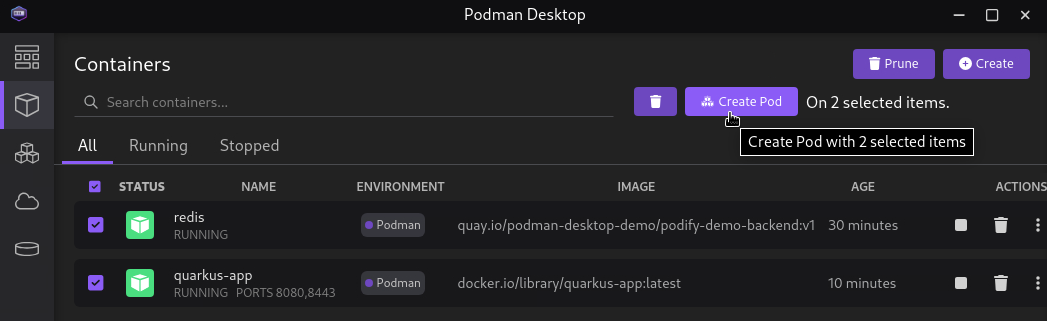 Podman Desktop
Containers
Prune
Create
Search containers...
Create Pod
On 2 selected items.
Create Pod with 2 selected items
All Running Stopped
STATUS NAME ENVIRONMENT IMAGE AGE ACTIONS
redis
RUNNING
Podman
quay.io/podman-desktop-demo/podify-demo-backend:v1
30 minutes
quarkus-app
RUNNING PORTS 8080,8443
Podman
docker.io/library/quarkus-app:latest
10 minutes